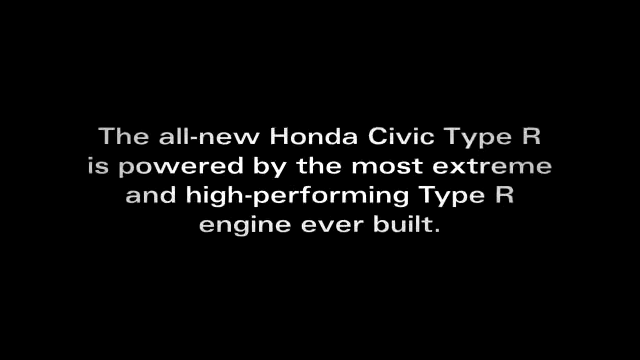 The all-new Honda Civic Type R
is powered by the most extreme
and high-performing Type R
engine ever built.